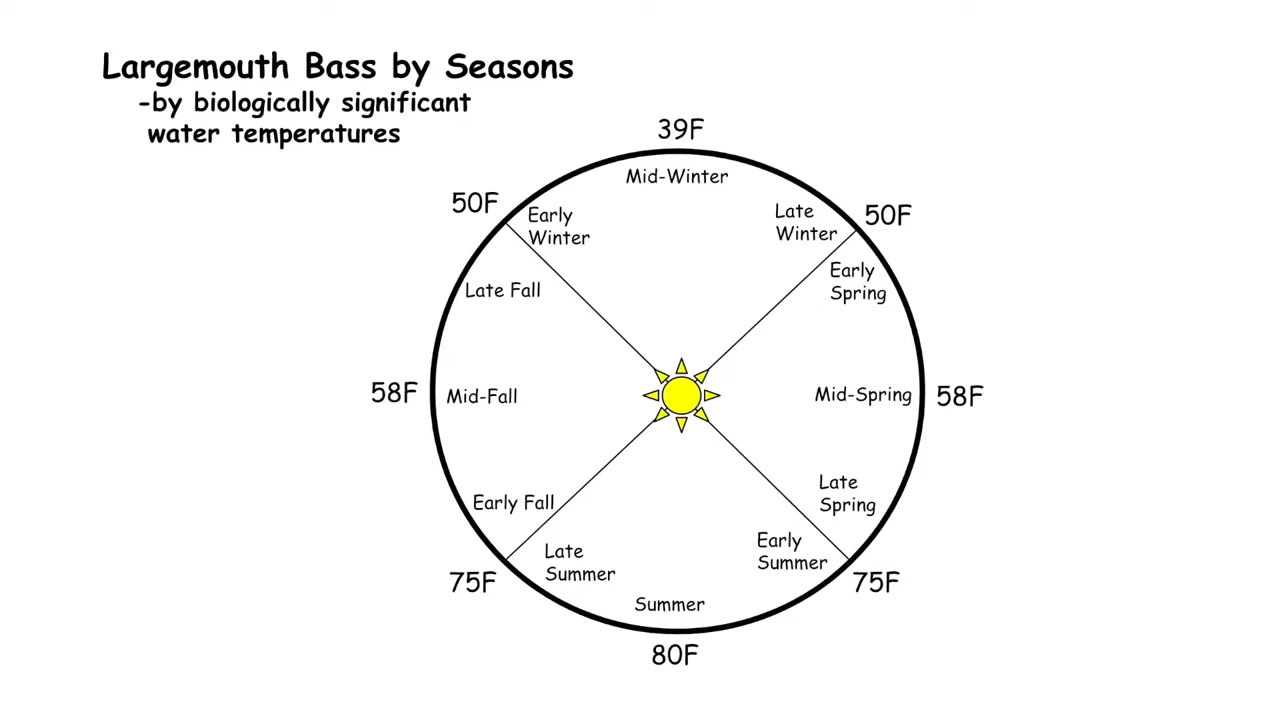 Largemouth Bass by Seasons
-by biologically significant
water temperatures
39F
Mid-Winter
50F
Early
Winter
Late
Winter
50F
Early
Spring
Late Fall
58F
Mid-Fall
Mid-Spring
58F
Late
Spring
Early Fall
Early
Summer
Late
Summer
75F
75F
Summer
80F